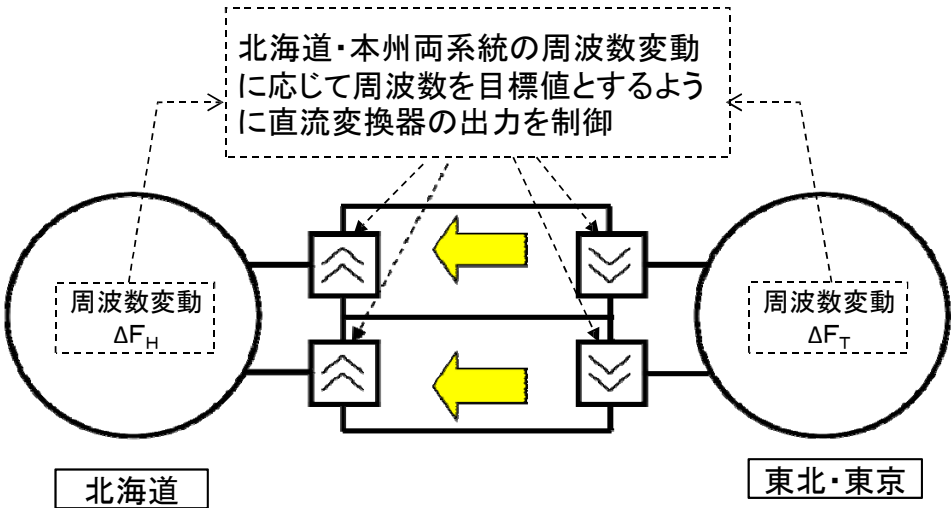 北海道・本州両系統の周波数変動
に応じて周波数を目標値とするよう
に直流変換器の出力を制御
周波数変動
ΔF_H
周波数変動
ΔF_T
北海道
東北・東京